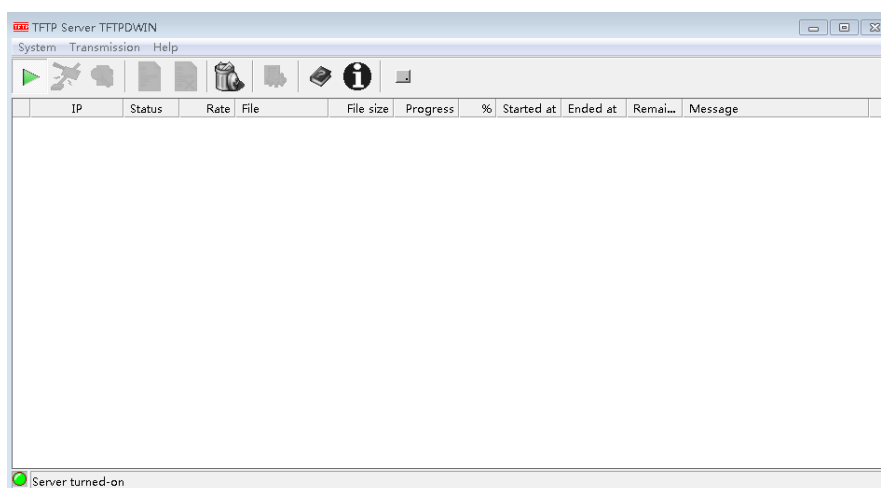 TFTP Server TFTPDWIN
System Transmission Help
IP Status Rate File File size Progress % Started at Ended at Remai... Message
Server turned-on